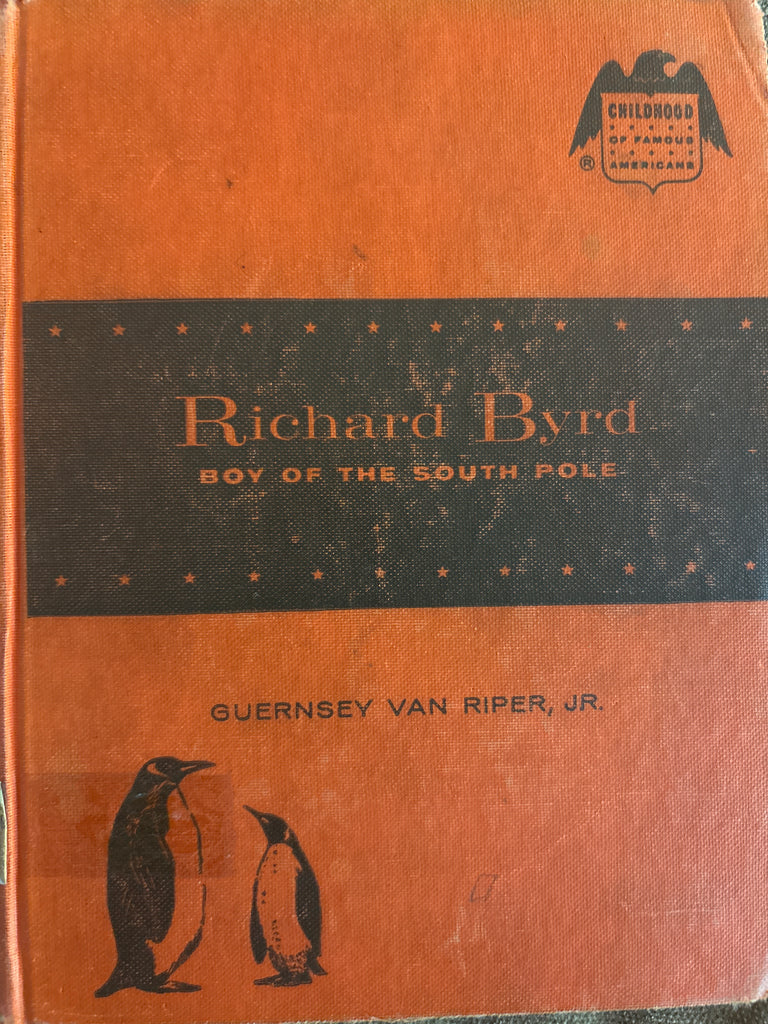 CHILDHOOD
OF FAMOUS
® AMERICANS
Richard Byrd
BOY OF THE SOUTH POLE
GUERNSEY VAN RIPER, JR.